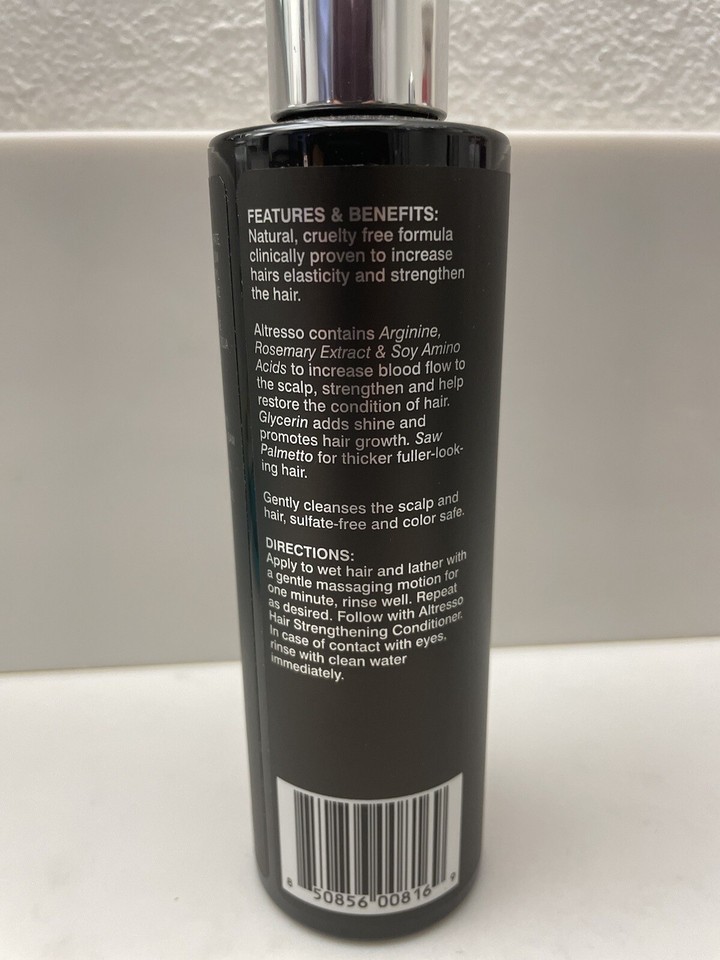 FEATURES & BENEFITS:
Natural, cruelty free formula
clinically proven to increase
hairs elasticity and strengthen
the hair.
Altresso contains Arginine,
Rosemary Extract & Soy Amino
Acids to increase blood flow to
the scalp, strengthen and help
restore the condition of hair.
Glycerin adds shine and
promotes hair growth. Saw
Palmetto for thicker fuller-look-
ing hair.
Gently cleanses the scalp and
hair, sulfate-free and color safe.
DIRECTIONS:
Apply to wet hair and lather with
a gentle massaging motion for
one minute, rinse well. Repeat
as desired. Follow with Altresso
Hair Strengthening Conditioner.
In case of contact with eyes,
rinse with clean water
immediately.
8 50856 00816 9